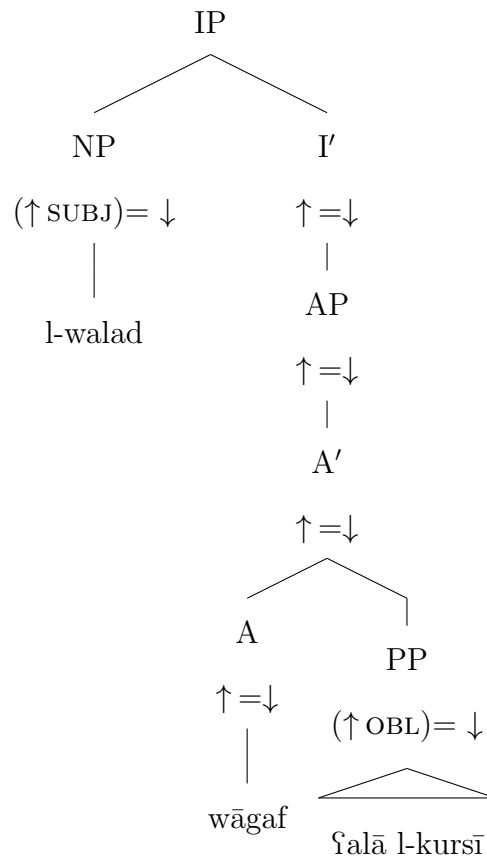 IP
NP I′
(↑ SUBJ)= ↓ ↑ =↓
l-walad AP
↑ =↓
A′
↑ =↓
A PP
↑ =↓ (↑ OBL)= ↓
wāgaf ʕalā l-kursī